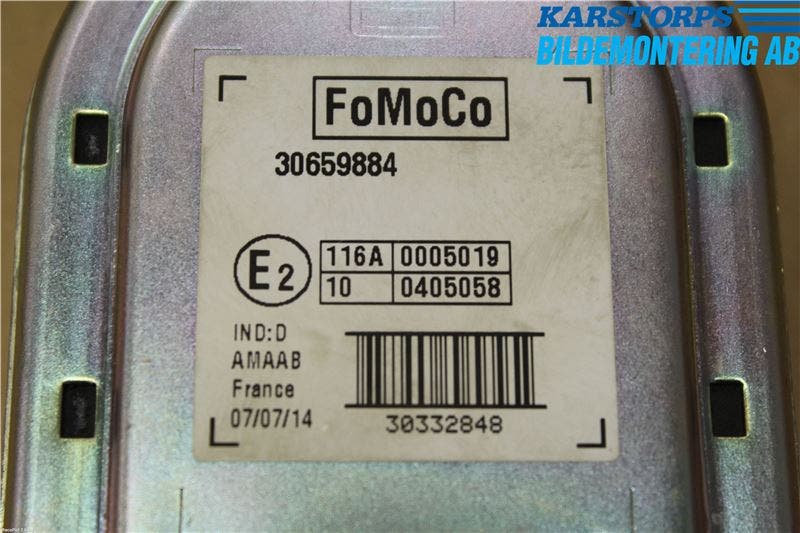 KARSTORPS
BILDEMONTERING AB
FoMoCo
30659884
E2
116A 0005019
10 0405058
IND:D
AMAAB
France
07/07/14
30332848